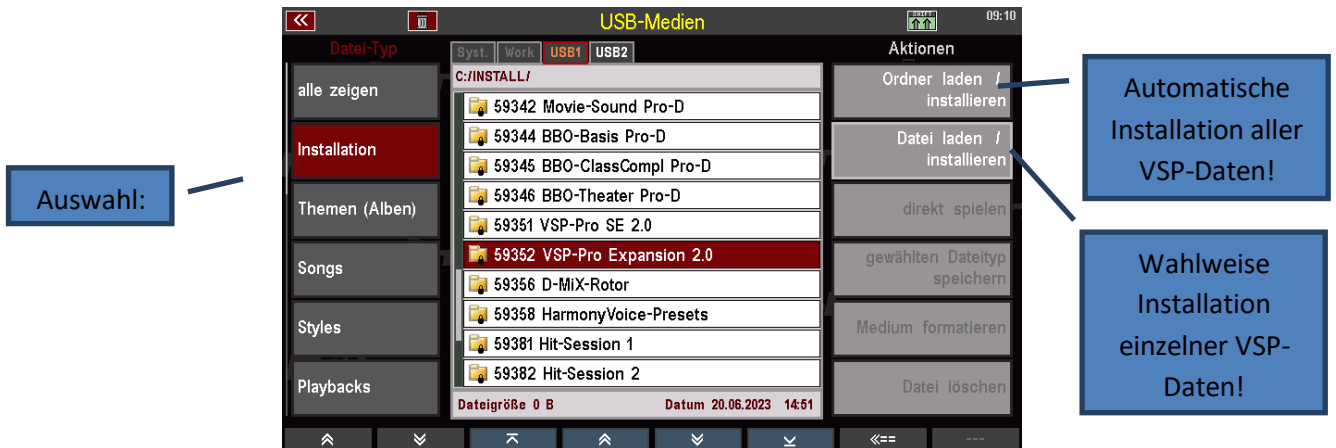 USB-Medien
SHIFT
09:10
Datei-Typ
Syst. Work USB1 USB2
Aktionen
C:/INSTALL/
alle zeigen
Installation
Themen (Alben)
Songs
Styles
Playbacks
59342 Movie-Sound Pro-D
59344 BBO-Basis Pro-D
59345 BBO-ClassCompl Pro-D
59346 BBO-Theater Pro-D
59351 VSP-Pro SE 2.0
59352 VSP-Pro Expansion 2.0
59356 D-MiX-Rotor
59358 HarmonyVoice-Presets
59381 Hit-Session 1
59382 Hit-Session 2
Dateigröße 0 B Datum 20.06.2023 14:51
Ordner laden /
installieren
Datei laden /
installieren
direkt spielen
gewählten Dateityp
speichern
Medium formatieren
Datei löschen
«== ---
Auswahl:
Automatische
Installation aller
VSP-Daten!
Wahlweise
Installation
einzelner VSP-
Daten!